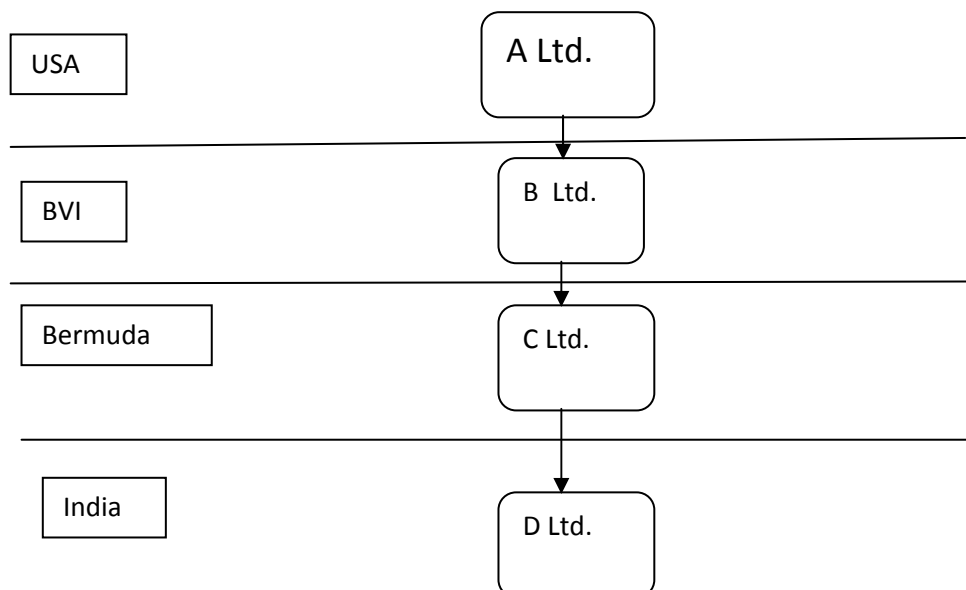 USA
A Ltd.
BVI
B  Ltd.
Bermuda
C Ltd.
India
D Ltd.